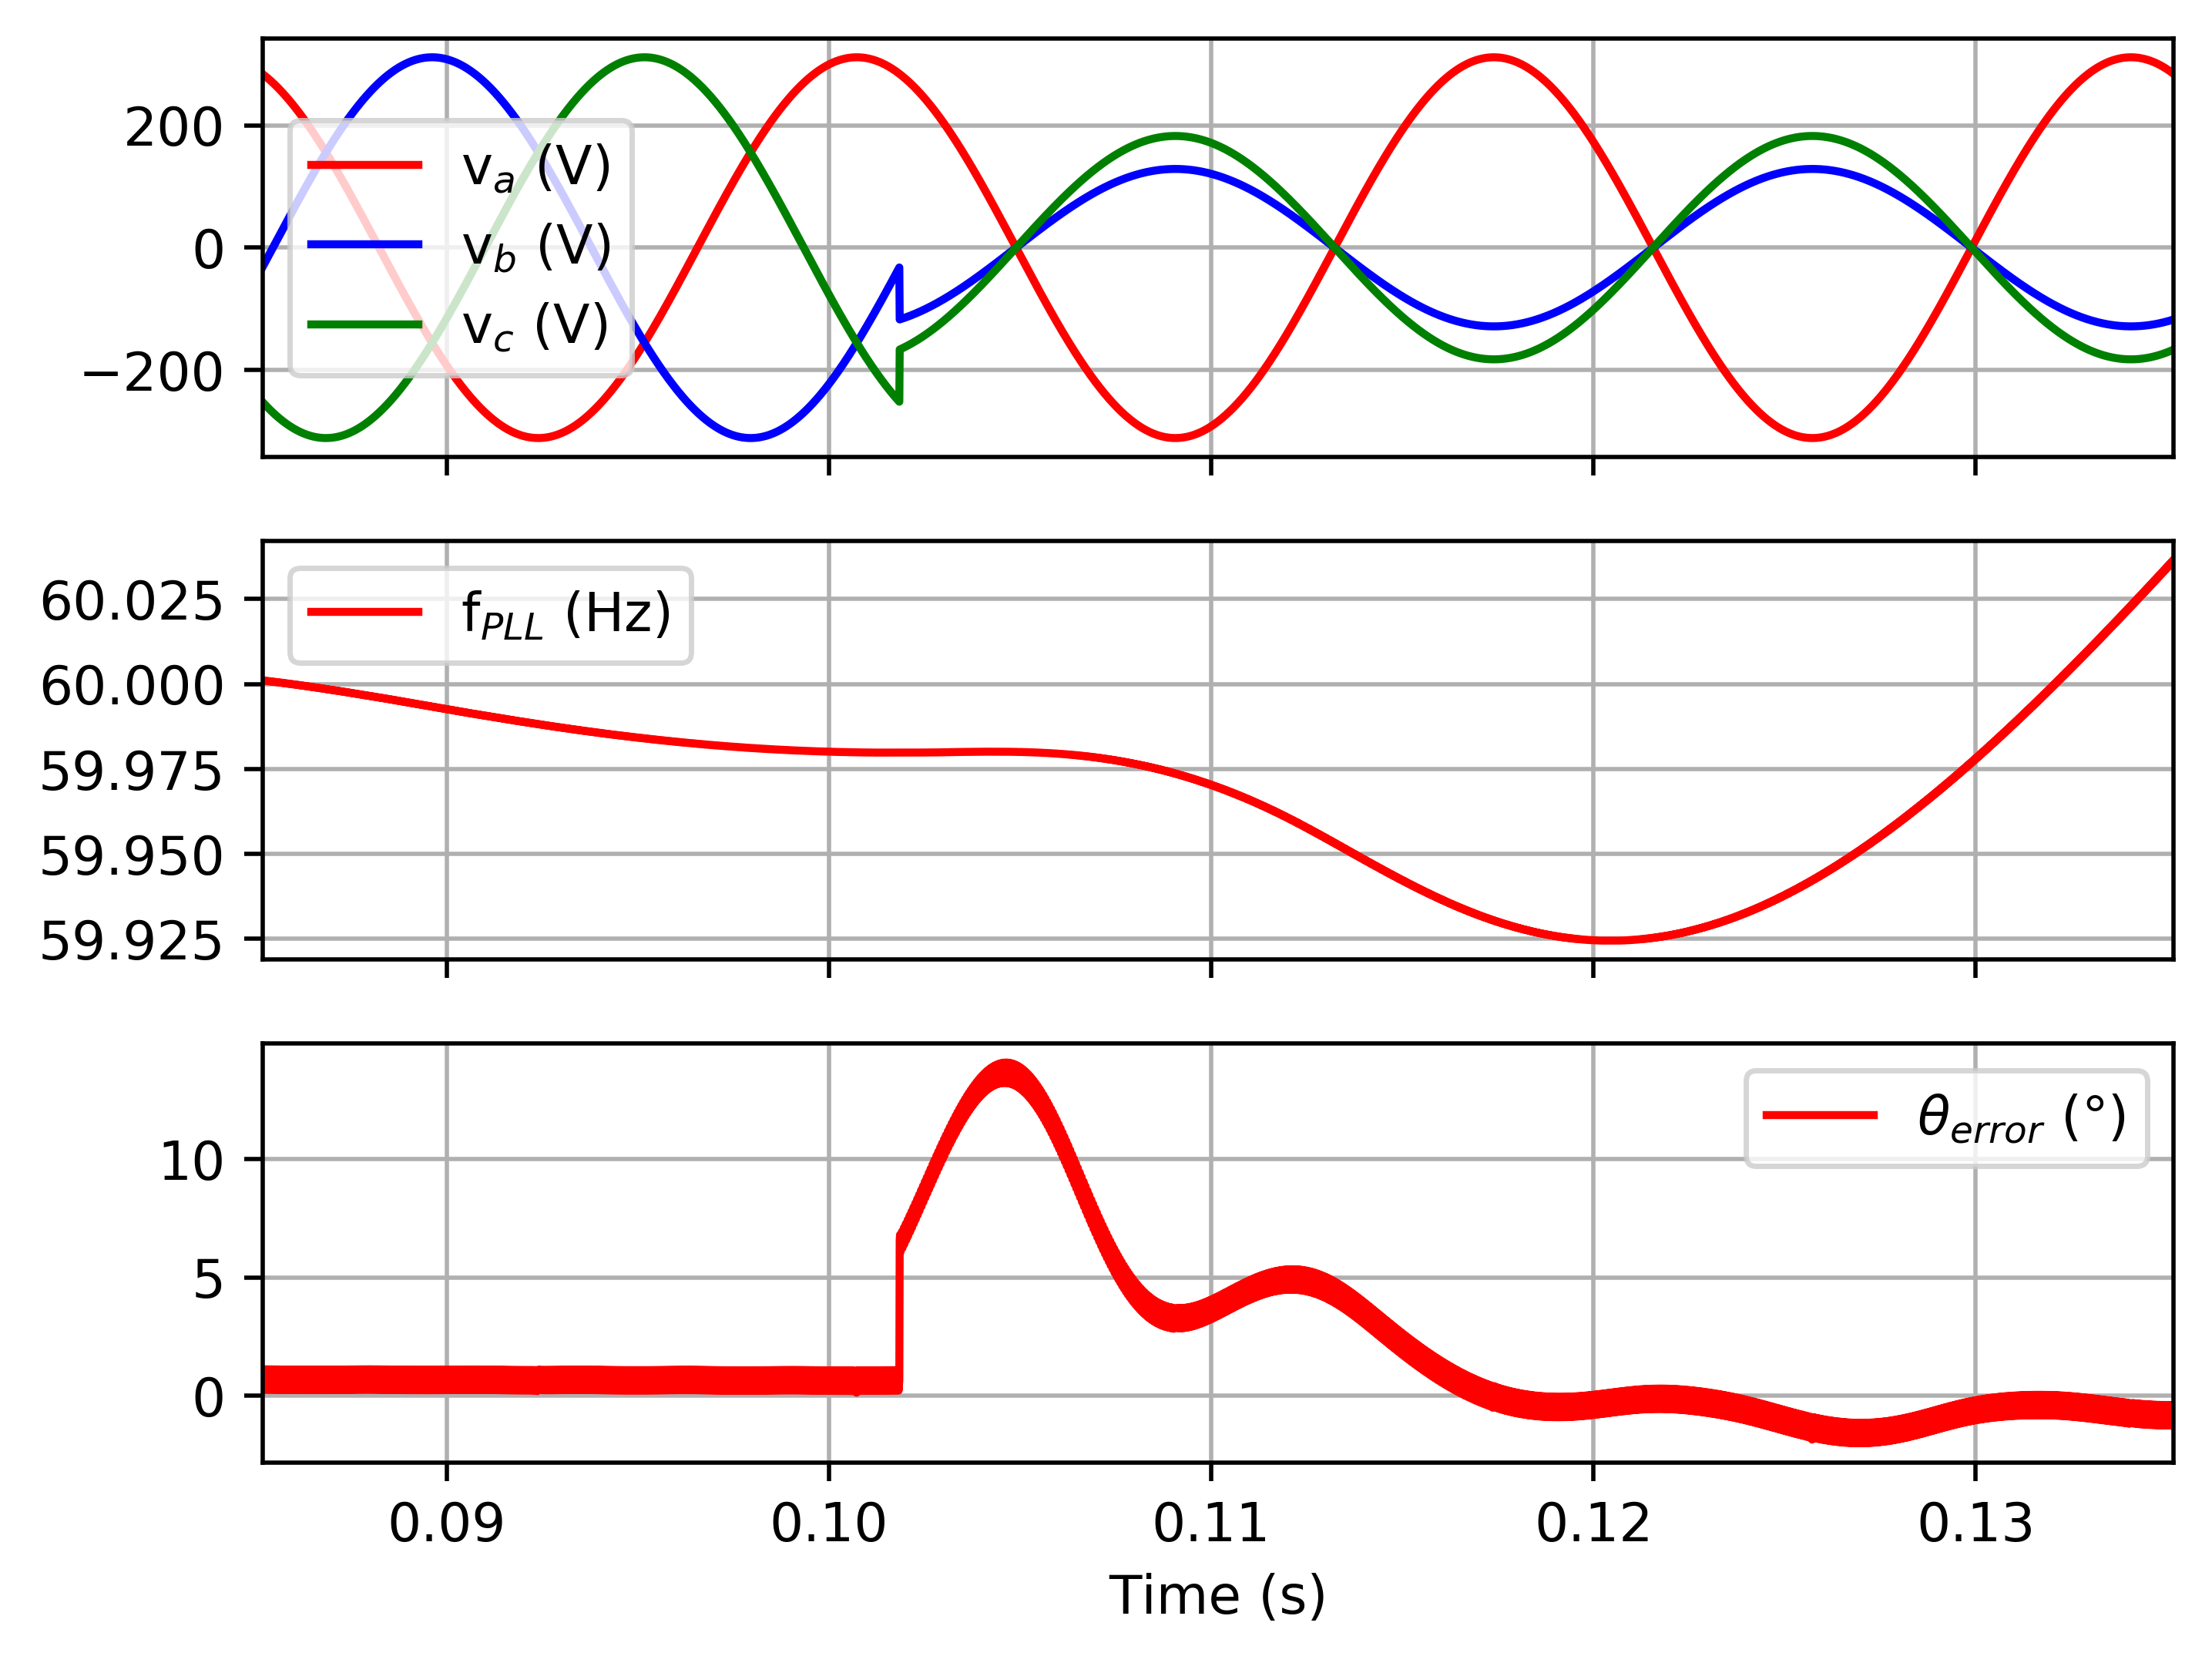 200
0
−200
v_a (V)
v_b (V)
v_c (V)
60.025
60.000
59.975
59.950
59.925
f_PLL (Hz)
10
5
0
θ_error (°)
0.09 0.10 0.11 0.12 0.13
Time (s)